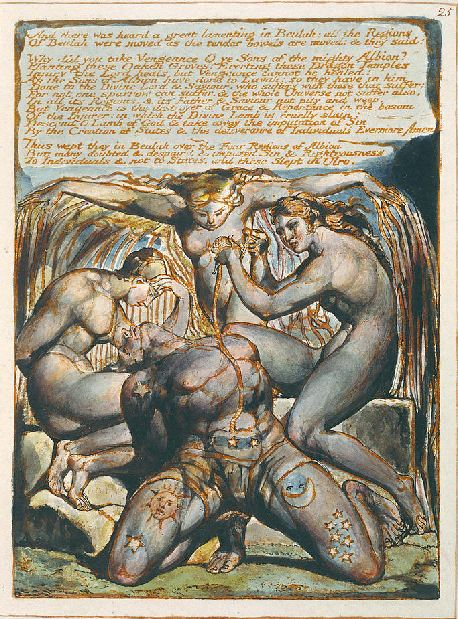 25
And there was heard a great lamenting in Beulah: all the Regions
Of Beulah were moved as the tender bowels are moved: & they said:
Why did you take Vengeance O ye Sons of the mighty Albion?
Planting these Oaken Groves: Erecting these Dragon Temples
Injury the Lord heals but Vengeance cannot be healed:
As the Sons of Albion have done to Luvah: so they have in him
Done to the Divine Lord & Saviour, who suffers with those that suffer:
For not one sparrow can suffer, & the whole Universe not suffer also,
In all its Regions, & its Father & Saviour not pity and weep.
But Vengeance is the destroyer of Grace & Repentance in the bosom
Of the Injurer: in which the Divine Lamb is cruelly slain:
Descend O Lamb of God & take away the imputation of Sin
By the Creation of States & the deliverance of Individuals Evermore Amen
Thus wept they in Beulah over the Four Regions of Albion
But many doubted & despair'd & imputed Sin & Righteousness
To Individuals & not to States, and these Slept in Ulro.